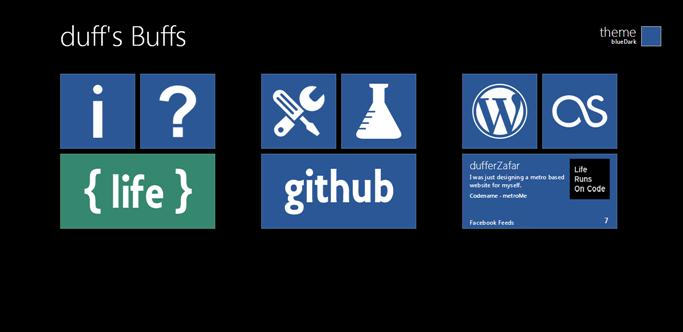 duff's Buffs
theme
blueDark
i ?
W as
{ life }
github
dufferZafar
I was just designing a metro based
website for myself.
Codename - metroMe
Life
Runs
On Code
Facebook Feeds
7